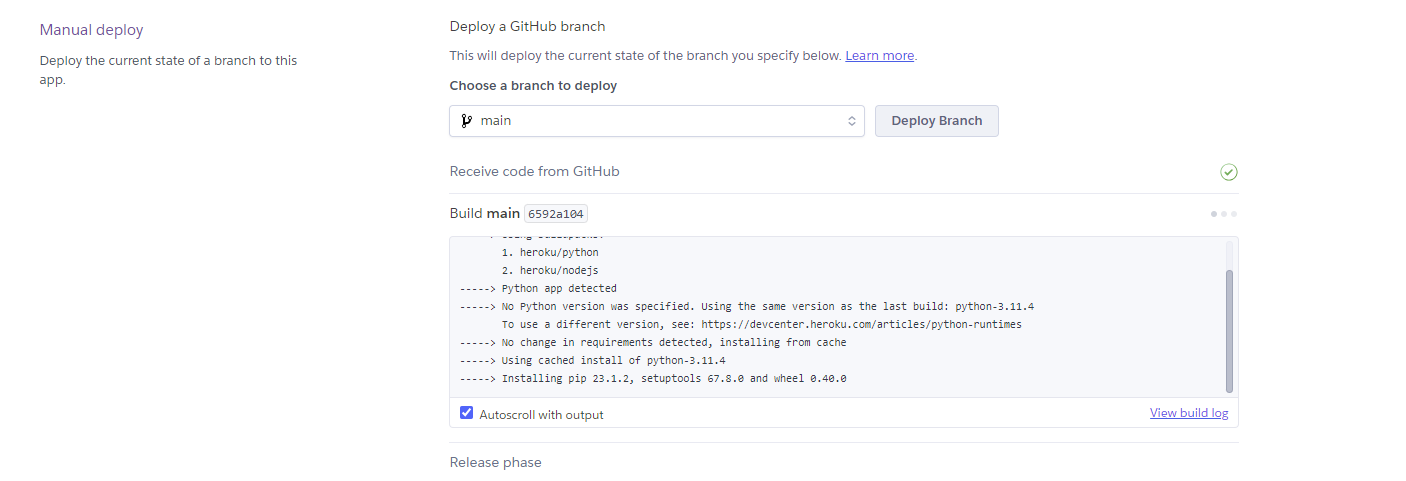 Manual deploy
Deploy the current state of a branch to this
app.
Deploy a GitHub branch
This will deploy the current state of the branch you specify below. Learn more.
Choose a branch to deploy
main
Deploy Branch
Receive code from GitHub
Build main 6592a104
1. heroku/python
2. heroku/nodejs
-----> Python app detected
-----> No Python version was specified. Using the same version as the last build: python-3.11.4
To use a different version, see: https://devcenter.heroku.com/articles/python-runtimes
-----> No change in requirements detected, installing from cache
-----> Using cached install of python-3.11.4
-----> Installing pip 23.1.2, setuptools 67.8.0 and wheel 0.40.0
Autoscroll with output
View build log
Release phase